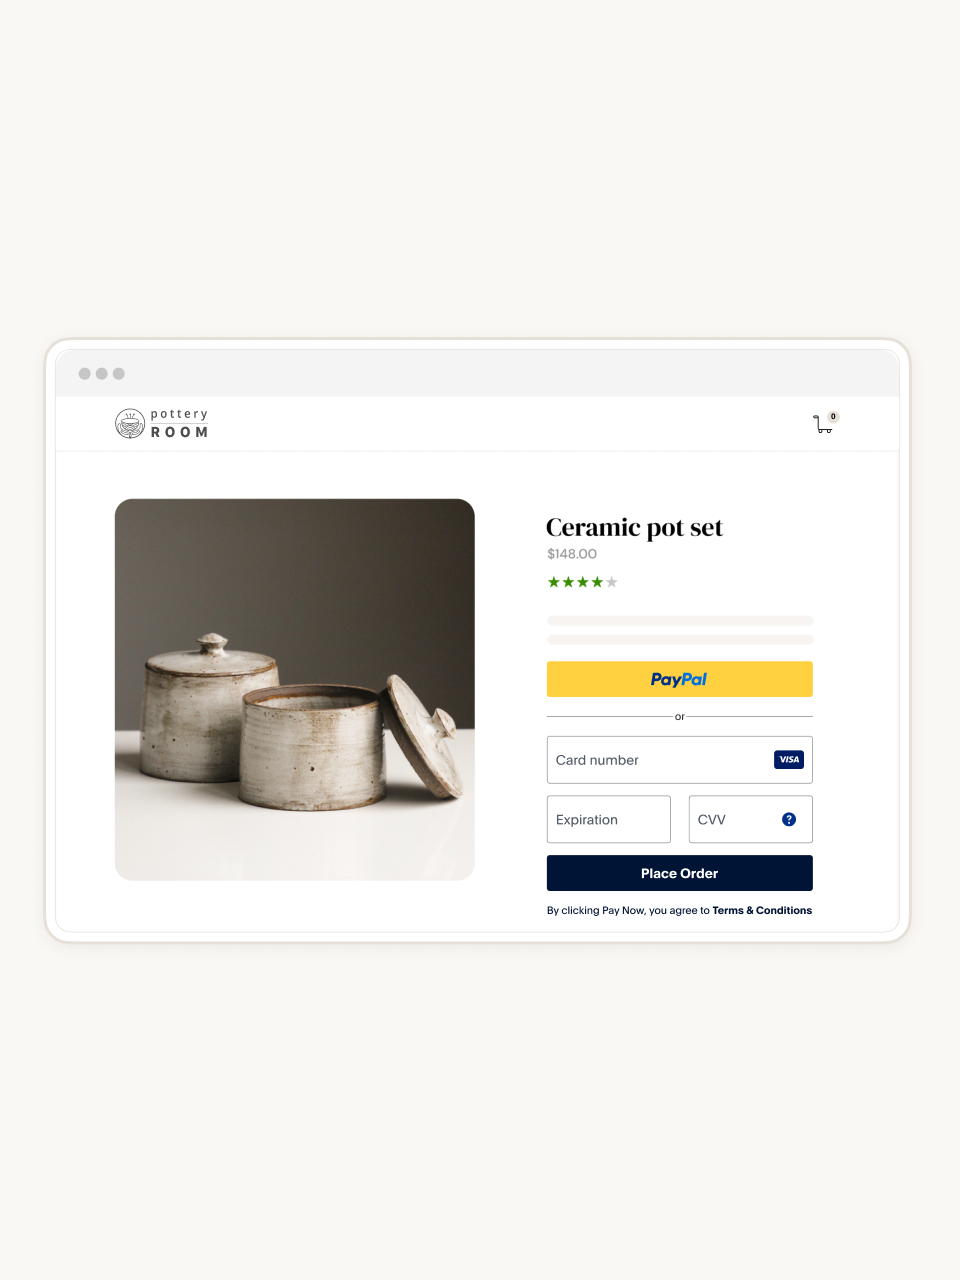 pottery
ROOM
0
Ceramic pot set
$148.00
PayPal
or
Card number
VISA
Expiration
CVV
?
Place Order
By clicking Pay Now, you agree to Terms & Conditions